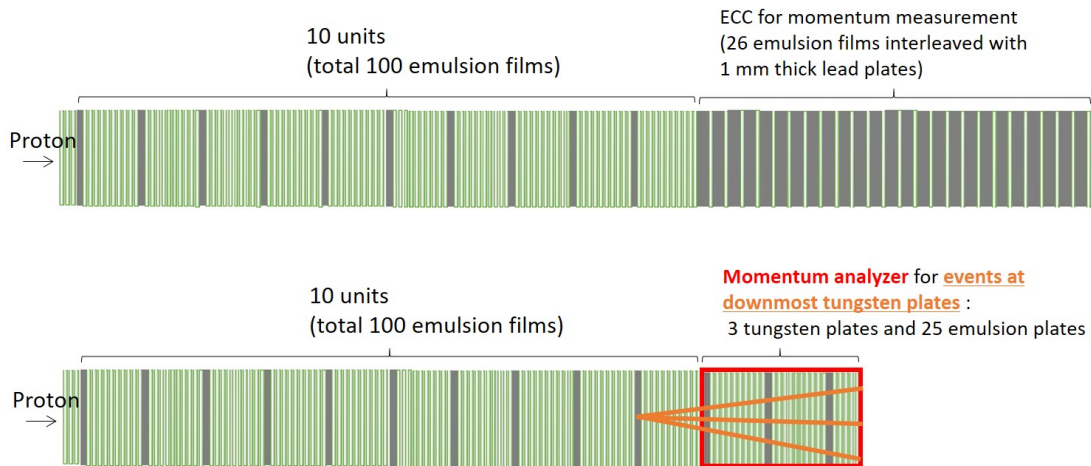 10 units
(total 100 emulsion films)
ECC for momentum measurement
(26 emulsion films interleaved with
1 mm thick lead plates)
Proton
10 units
(total 100 emulsion films)
Momentum analyzer for events at
downmost tungsten plates :
3 tungsten plates and 25 emulsion plates
Proton